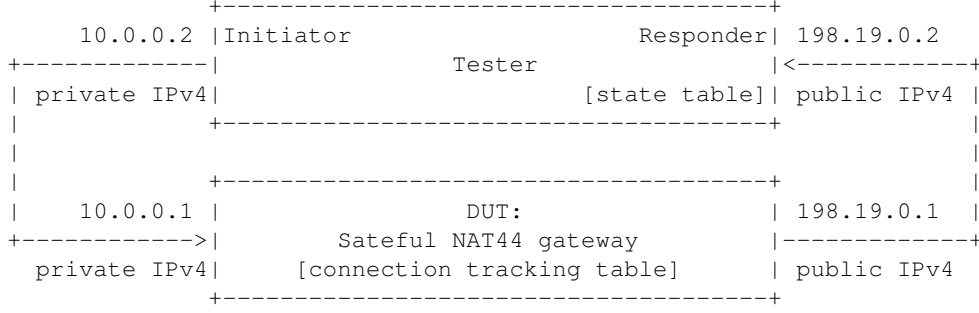 10.0.0.2 |Initiator Responder| 198.19.0.2
Tester
private IPv4| [state table]| public IPv4
10.0.0.1 | DUT: | 198.19.0.1
Sateful NAT44 gateway
private IPv4| [connection tracking table] | public IPv4